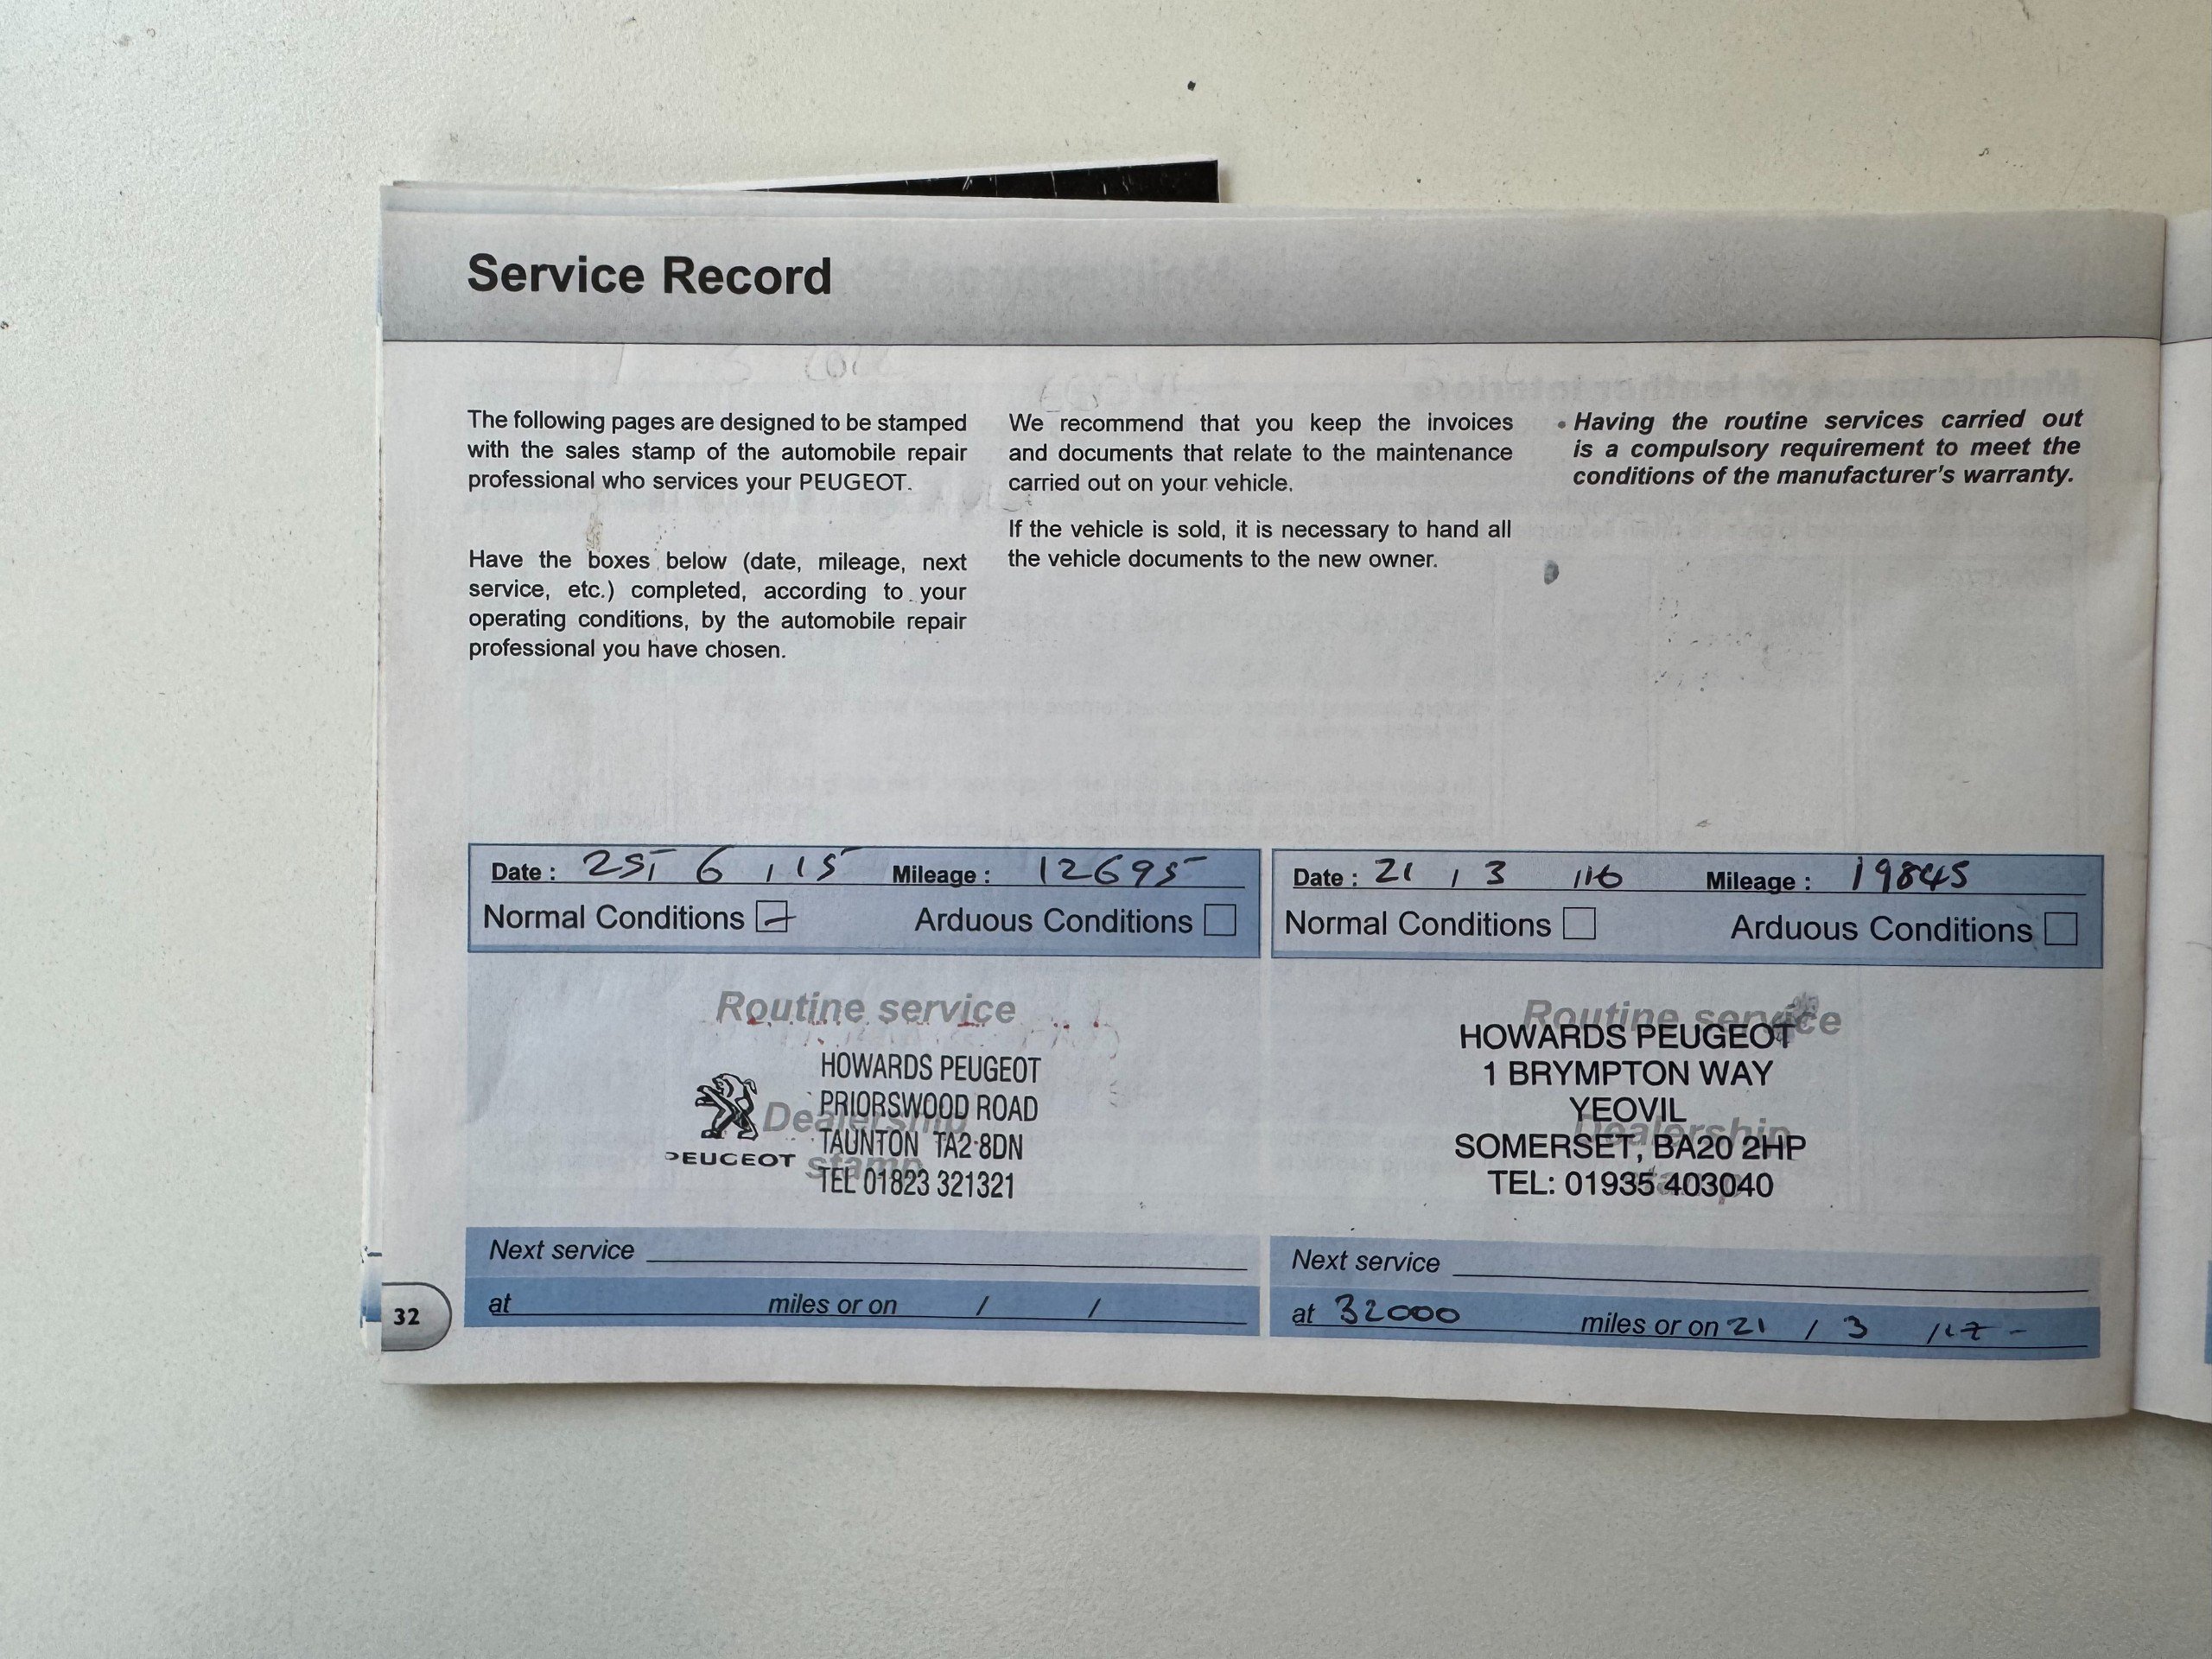 Service Record
The following pages are designed to be stamped
with the sales stamp of the automobile repair
professional who services your PEUGEOT.
Have the boxes below (date, mileage, next
service, etc.) completed, according to your
operating conditions, by the automobile repair
professional you have chosen.
We recommend that you keep the invoices
and documents that relate to the maintenance
carried out on your vehicle.
If the vehicle is sold, it is necessary to hand all
the vehicle documents to the new owner.
• Having the routine services carried out
is a compulsory requirement to meet the
conditions of the manufacturer's warranty.
Date : 25/ 6 / 15 Mileage : 12695
Normal Conditions Arduous Conditions
Routine service
Dealership
stamp
PEUGEOT
HOWARDS PEUGEOT
PRIORSWOOD ROAD
TAUNTON TA2 8DN
TEL 01823 321321
Next service
at miles or on / /
Date : 21 / 3 /16 Mileage : 19845
Normal Conditions Arduous Conditions
Routine service
Dealership
stamp
HOWARDS PEUGEOT
1 BRYMPTON WAY
YEOVIL
SOMERSET, BA20 2HP
TEL: 01935 403040
Next service
at 32000 miles or on 21 / 3 /17
32